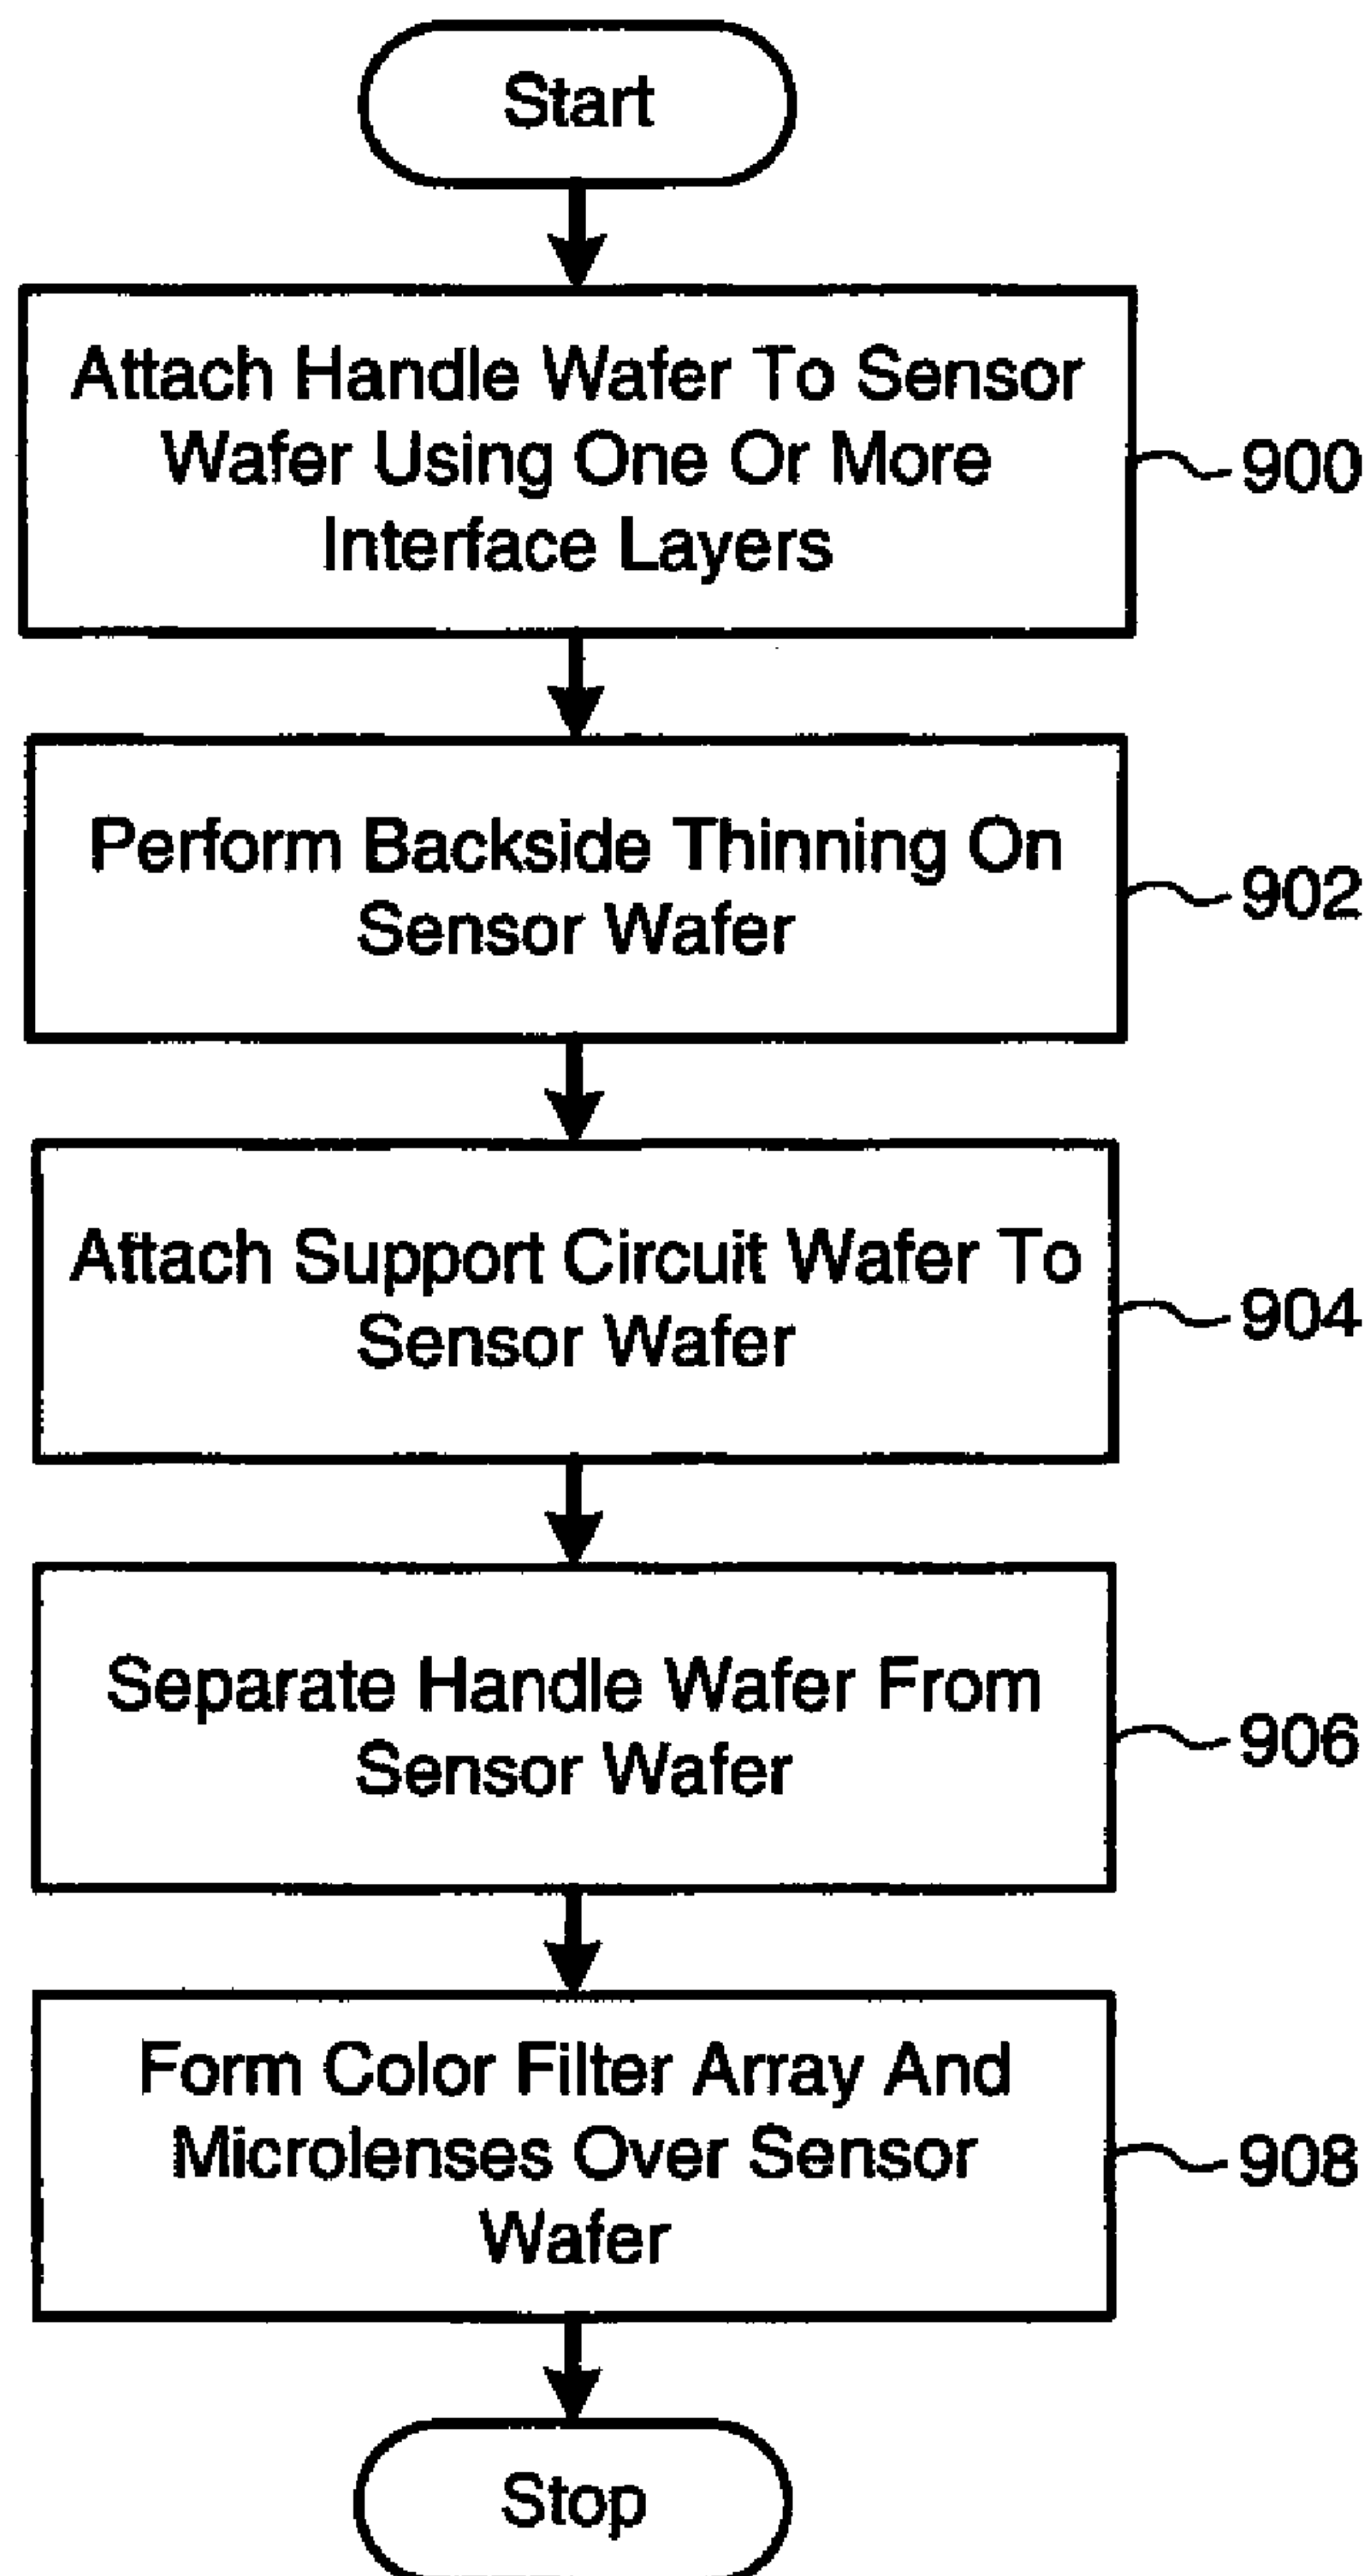 Start
Attach Handle Wafer To Sensor
Wafer Using One Or More
Interface Layers
900
Perform Backside Thinning On
Sensor Wafer
902
Attach Support Circuit Wafer To
Sensor Wafer
904
Separate Handle Wafer From
Sensor Wafer
906
Form Color Filter Array And
Microlenses Over Sensor
Wafer
908
Stop